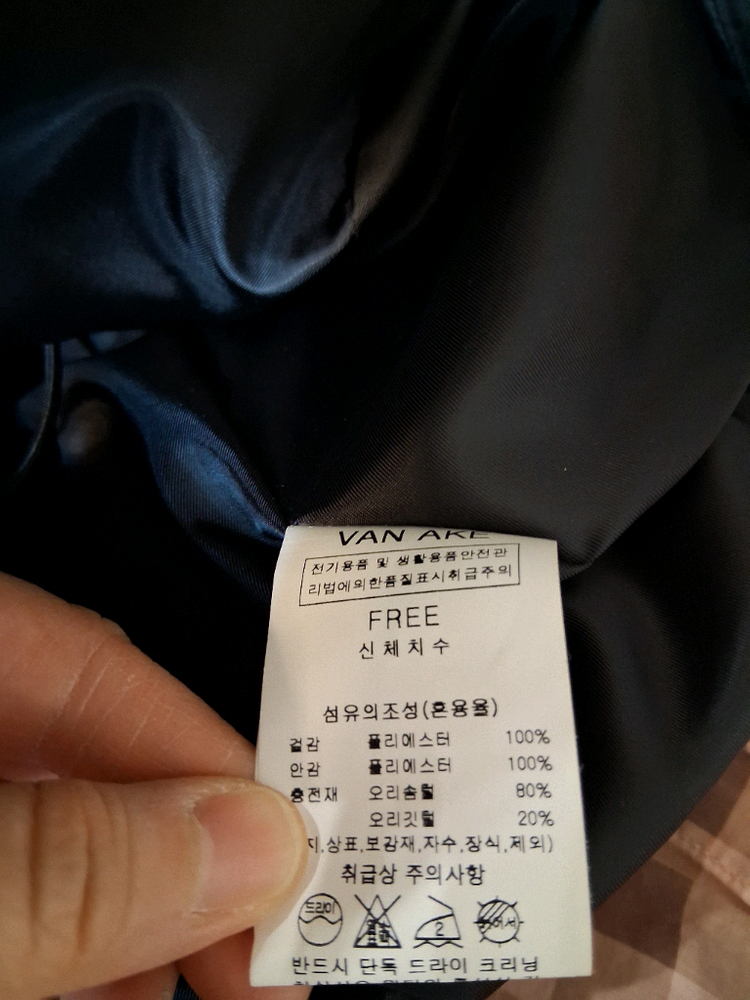 VAN AKE
전기용품 및 생활용품안전관
리법에의한품질표시취급주의
FREE
신체치수
섬유의조성(혼용율)
겉감 폴리에스터 100%
안감 폴리에스터 100%
충전재 오리솜털 80%
오리깃털 20%
지,상표,보강재,자수,장식,제외)
취급상 주의사항
드라이 2
반드시 단독 드라이 크리닝